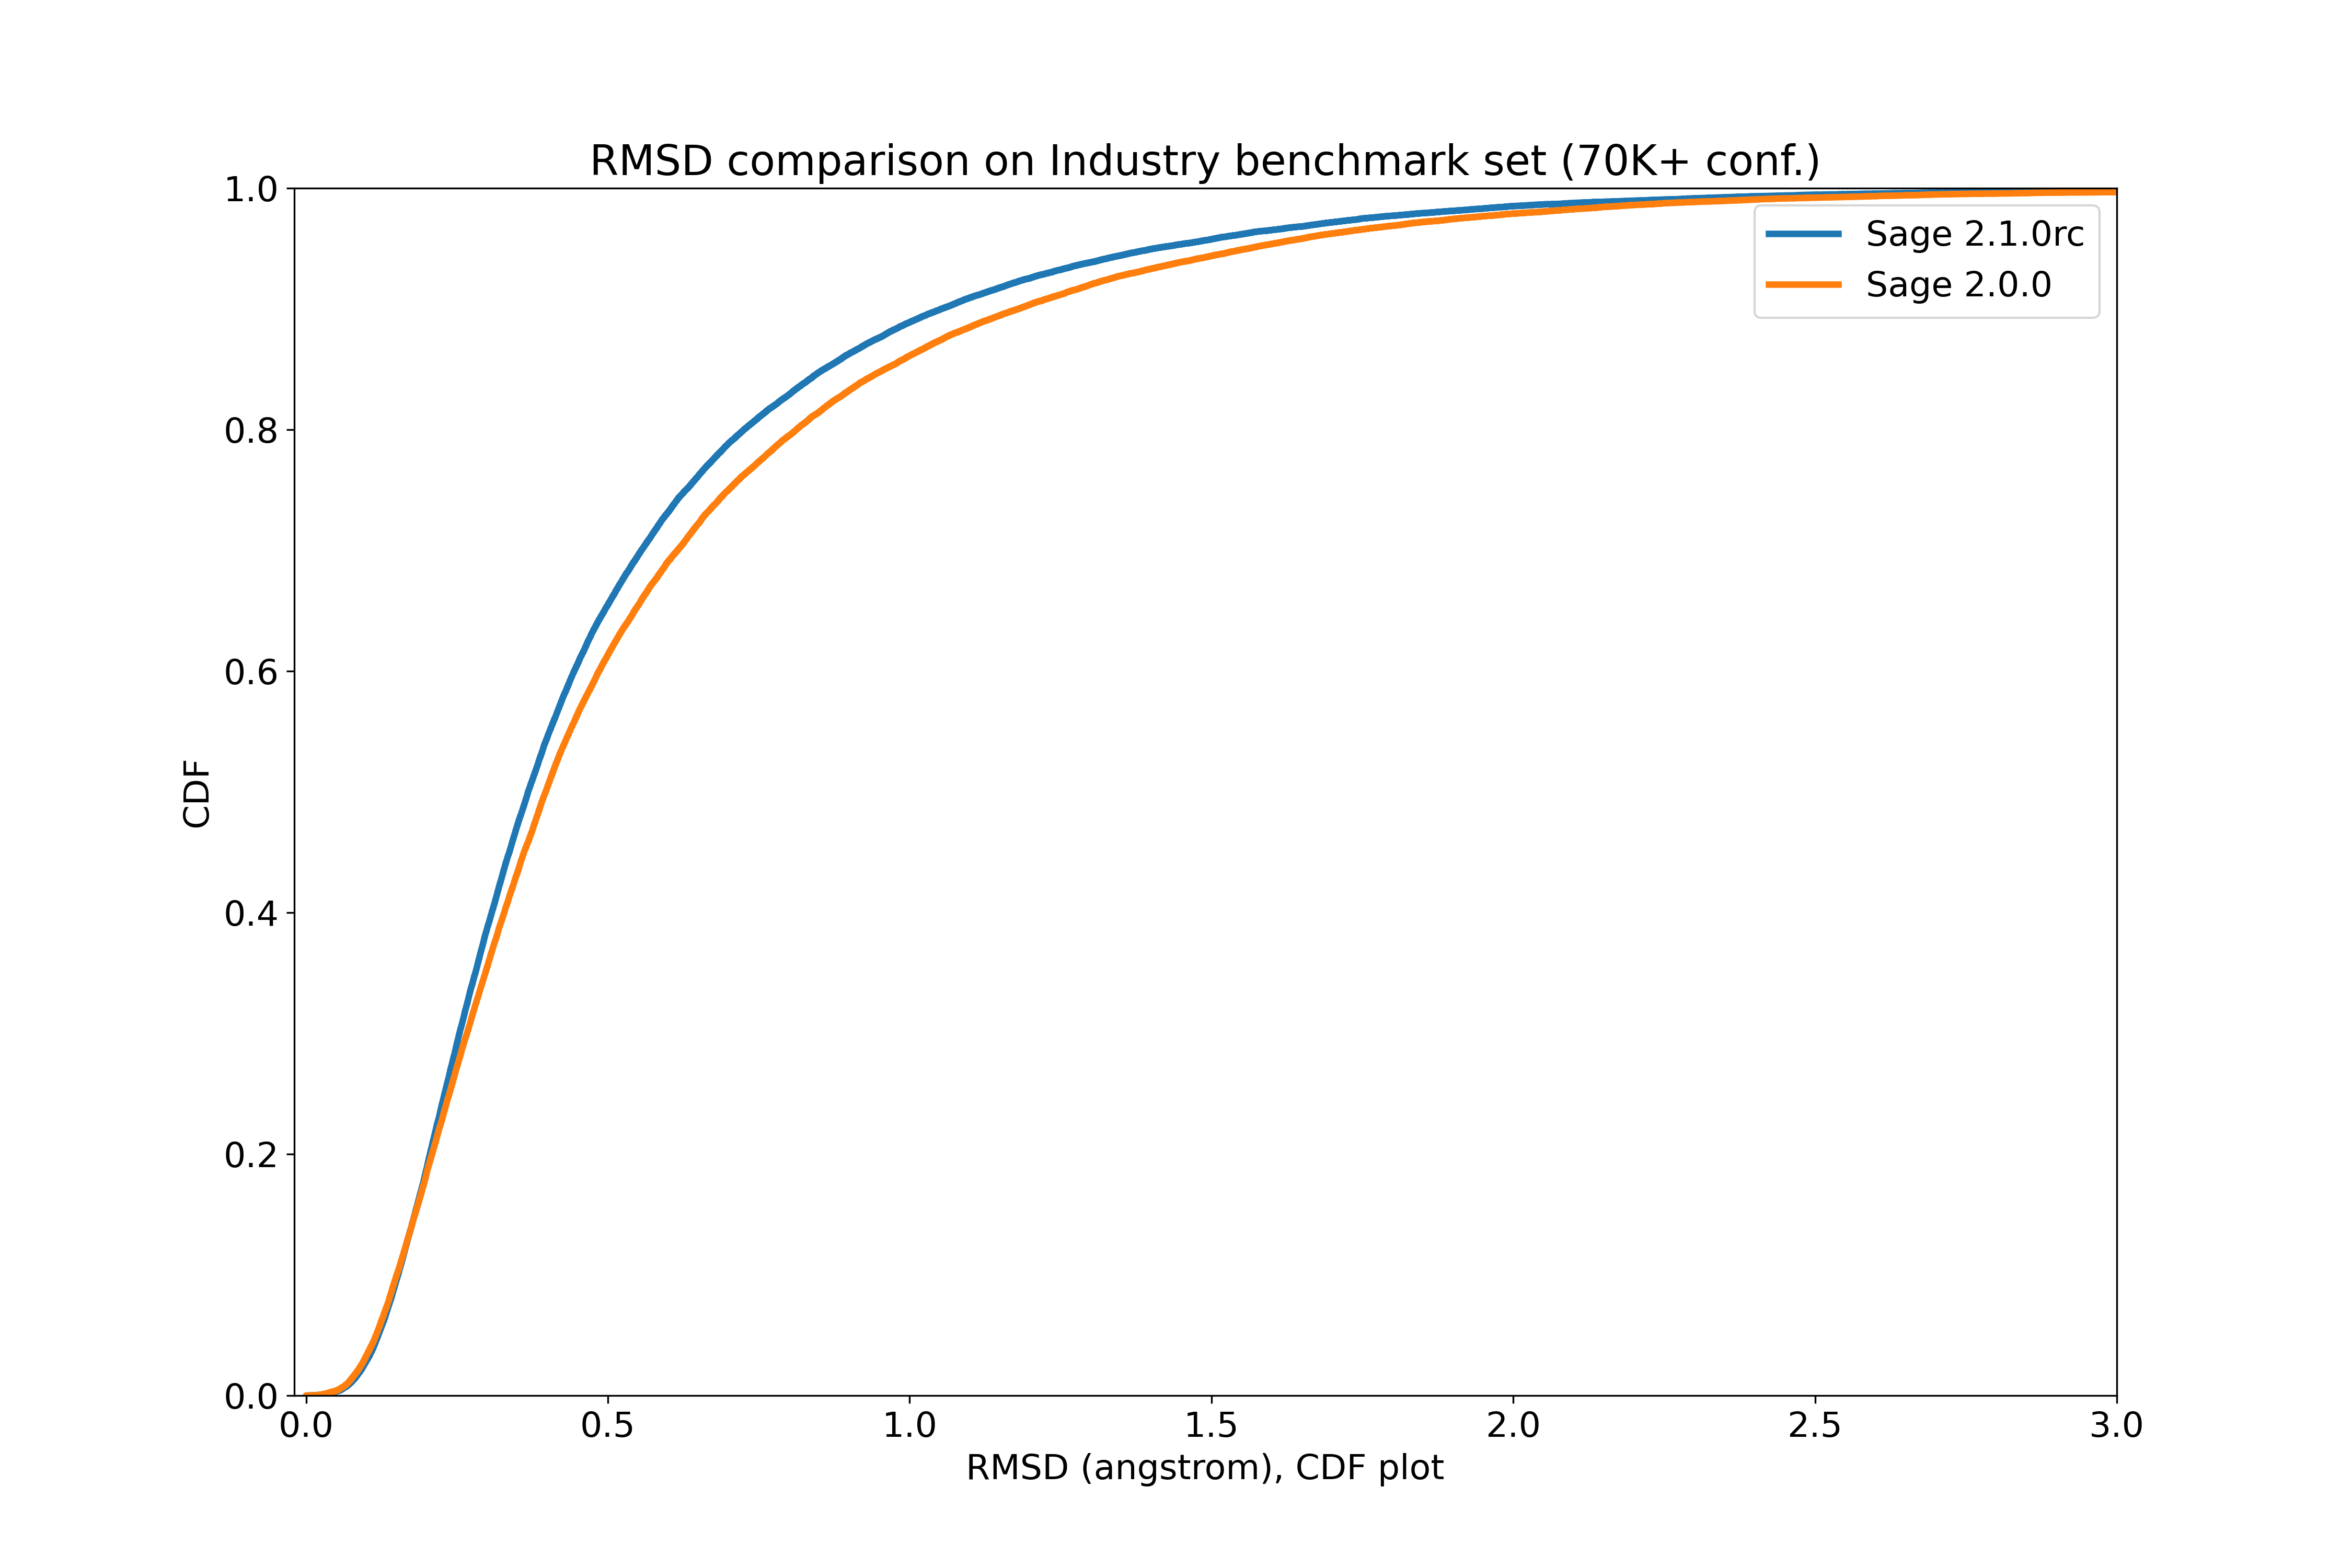 RMSD comparison on Industry benchmark set (70K+ conf.)
1.0
0.8
0.6
0.4
0.2
0.0
CDF
Sage 2.1.0rc
Sage 2.0.0
0.0 0.5 1.0 1.5 2.0 2.5 3.0
RMSD (angstrom), CDF plot